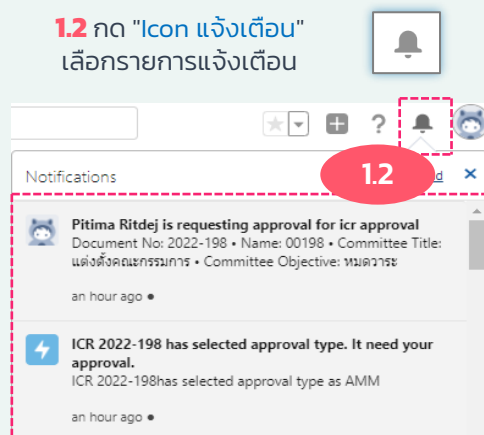 1.2 กด "Icon แจ้งเตือน"
เลือกรายการแจ้งเตือน
?
Notifications
1.2
×
Pitima Ritdej is requesting approval for icr approval
Document No: 2022-198 • Name: 00198 • Committee Title:
แต่งตั้งคณะกรรมการ • Committee Objective: หมดวาระ
an hour ago •
ICR 2022-198 has selected approval type. It need your
approval.
ICR 2022-198has selected approval type as AMM
an hour ago •